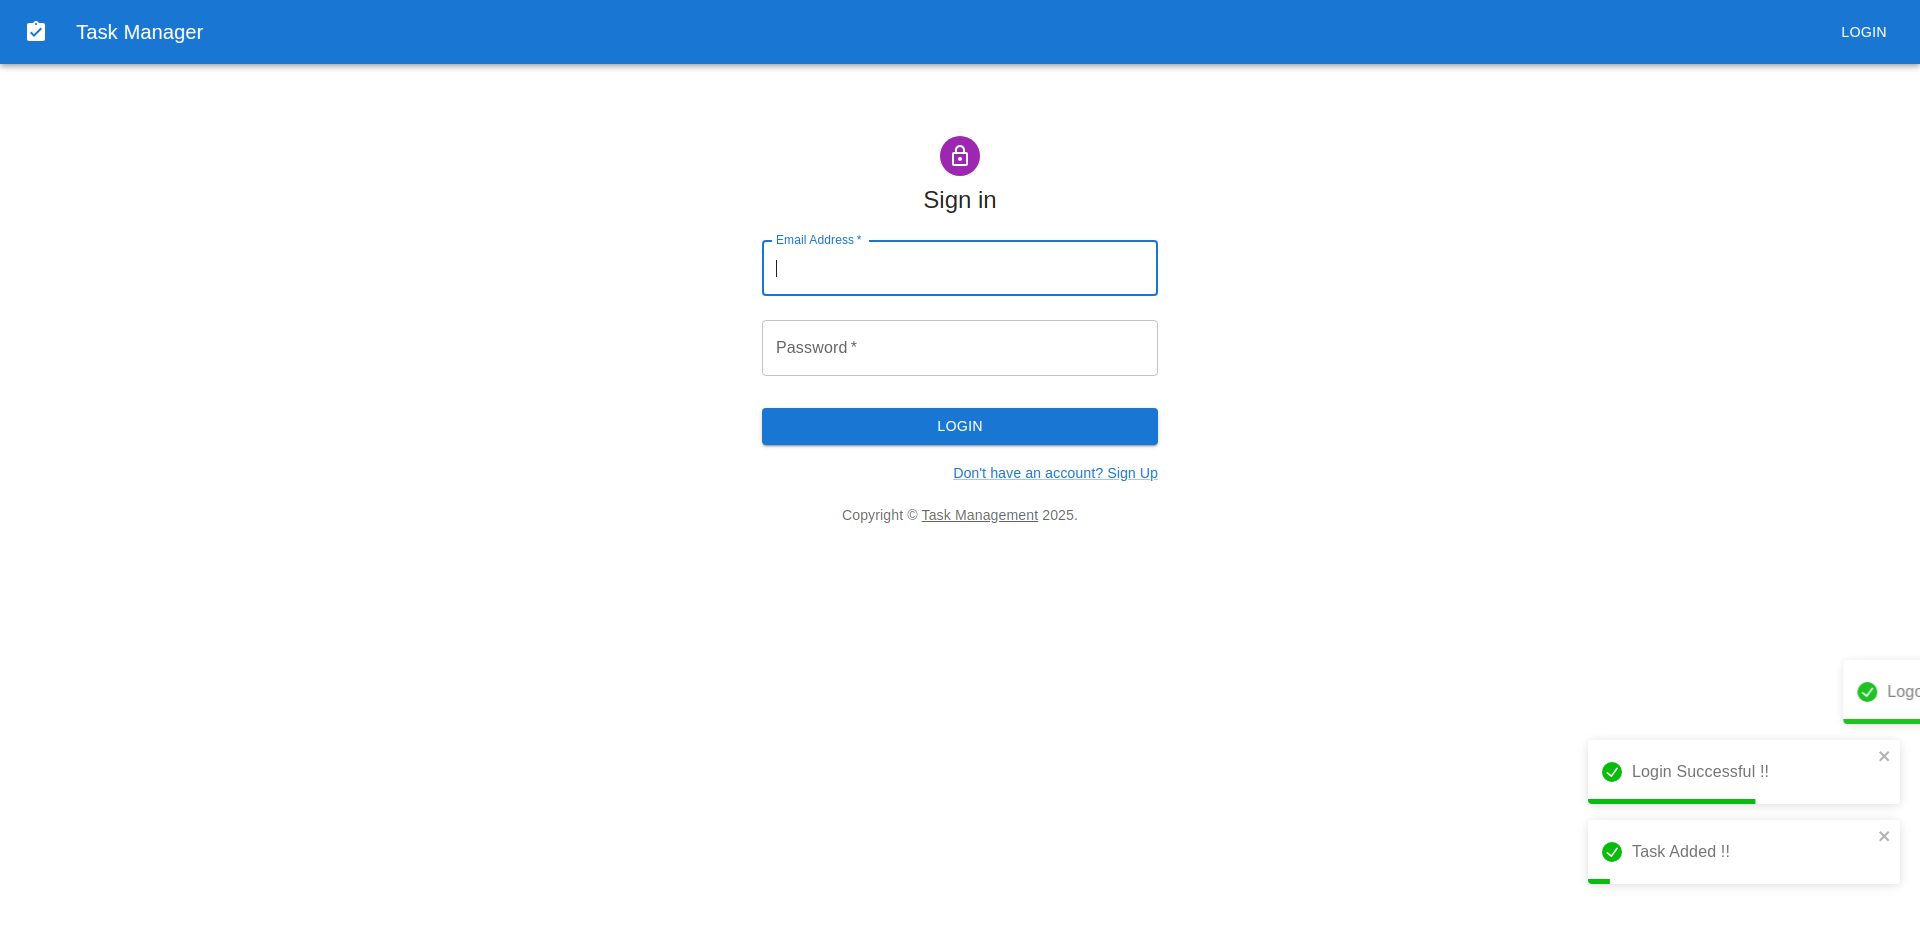 Task Manager
LOGIN
Sign in
Email Address *
Password *
LOGIN
Don't have an account? Sign Up
Copyright © Task Management 2025.
Login Successful !!
Task Added !!